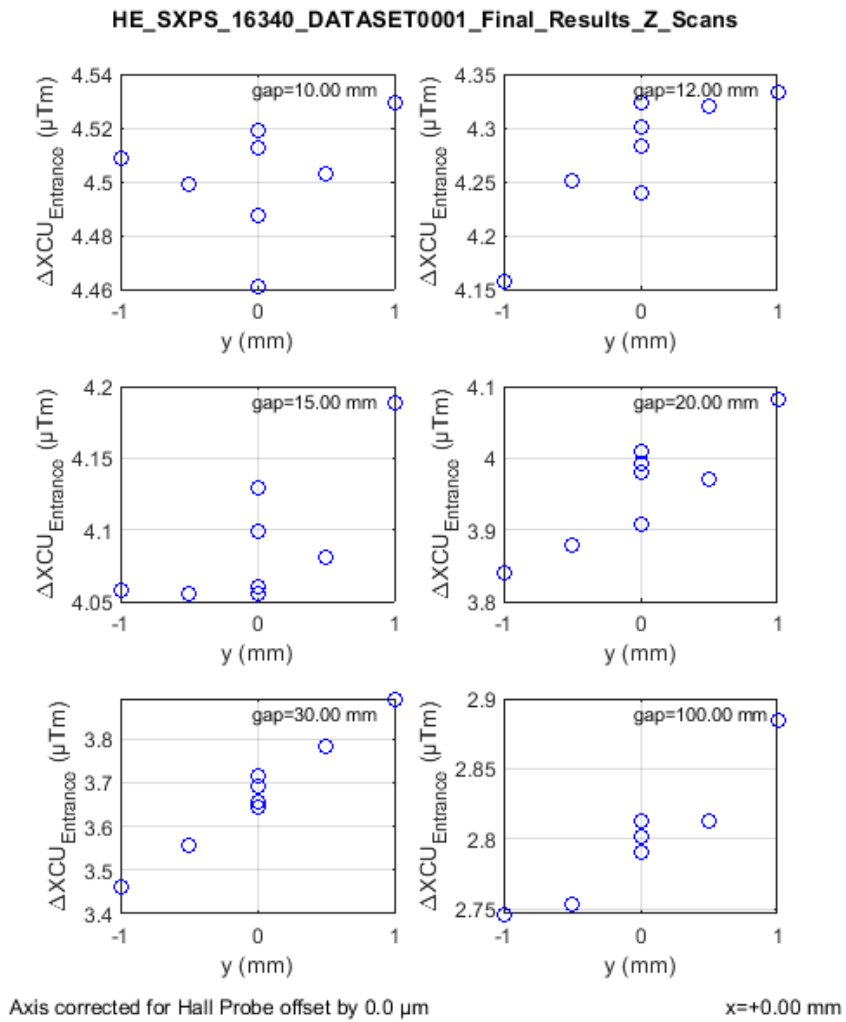 HE_SXPS_16340_DATASET0001_Final_Results_Z_Scans
gap=10.00 mm
ΔXCU_Entrance (µTm)
4.54
4.52
4.5
4.48
4.46
-1
0
1
y (mm)
gap=12.00 mm
ΔXCU_Entrance (µTm)
4.35
4.3
4.25
4.2
4.15
-1
0
1
y (mm)
gap=15.00 mm
ΔXCU_Entrance (µTm)
4.2
4.15
4.1
4.05
-1
0
1
y (mm)
gap=20.00 mm
ΔXCU_Entrance (µTm)
4.1
4
3.9
3.8
-1
0
1
y (mm)
gap=30.00 mm
ΔXCU_Entrance (µTm)
3.8
3.7
3.6
3.5
3.4
-1
0
1
y (mm)
gap=100.00 mm
ΔXCU_Entrance (µTm)
2.9
2.85
2.8
2.75
-1
0
1
y (mm)
Axis corrected for Hall Probe offset by 0.0 µm
x=+0.00 mm